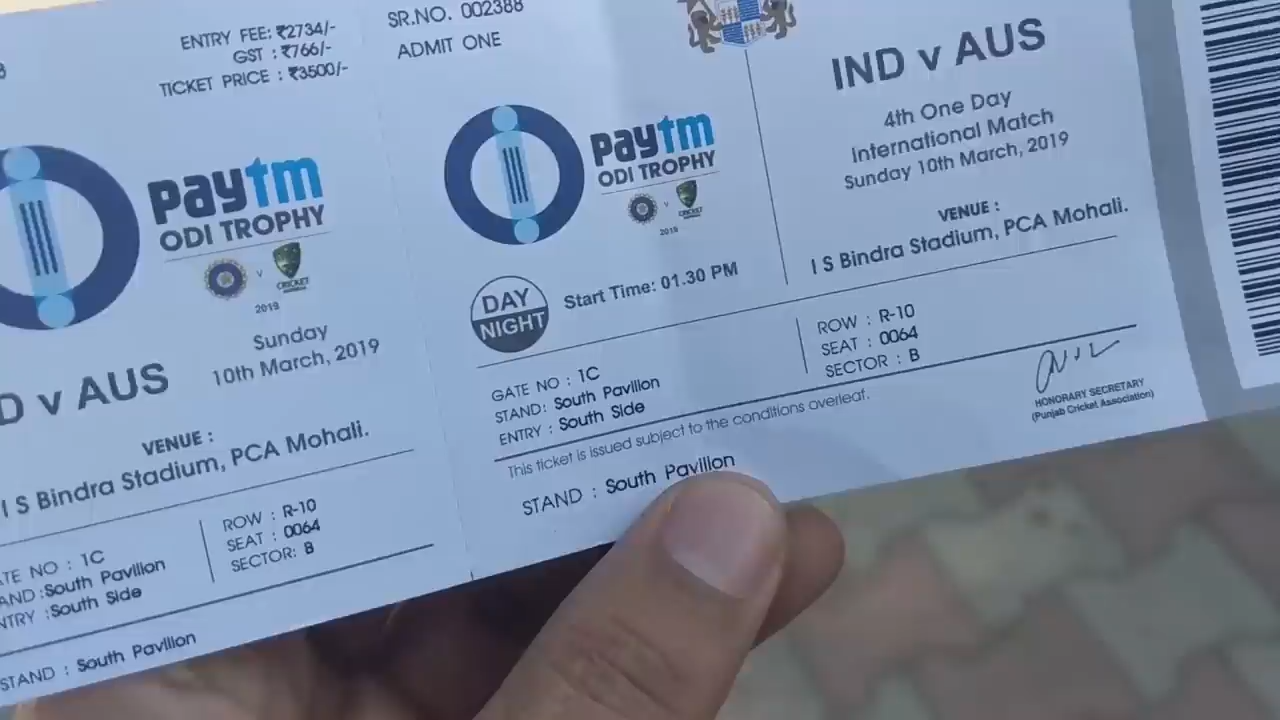 ENTRY FEE: ₹2734/-
GST : ₹766/-
TICKET PRICE : ₹3500/-
paytm
ODI TROPHY
v
CRICKET
2019
Sunday
10th March, 2019
v AUS
VENUE :
I S Bindra Stadium, PCA Mohali.
NO : 1C
:South Pavilion
:South Side
ROW : R-10
SEAT : 0064
SECTOR: B
STAND : South Pavilion
SR.NO. 002388
ADMIT ONE
paytm
ODI TROPHY
v
CRICKET
2019
DAY
NIGHT
Start Time: 01.30 PM
IND v AUS
4th One Day
International Match
Sunday 10th March, 2019
VENUE :
I S Bindra Stadium, PCA Mohali.
GATE NO : 1C
STAND: South Pavilion
ENTRY : South Side
ROW : R-10
SEAT : 0064
SECTOR : B
HONORARY SECRETARY
(Punjab Cricket Association)
This ticket is issued subject to the conditions overleaf.
STAND : South Pavilion